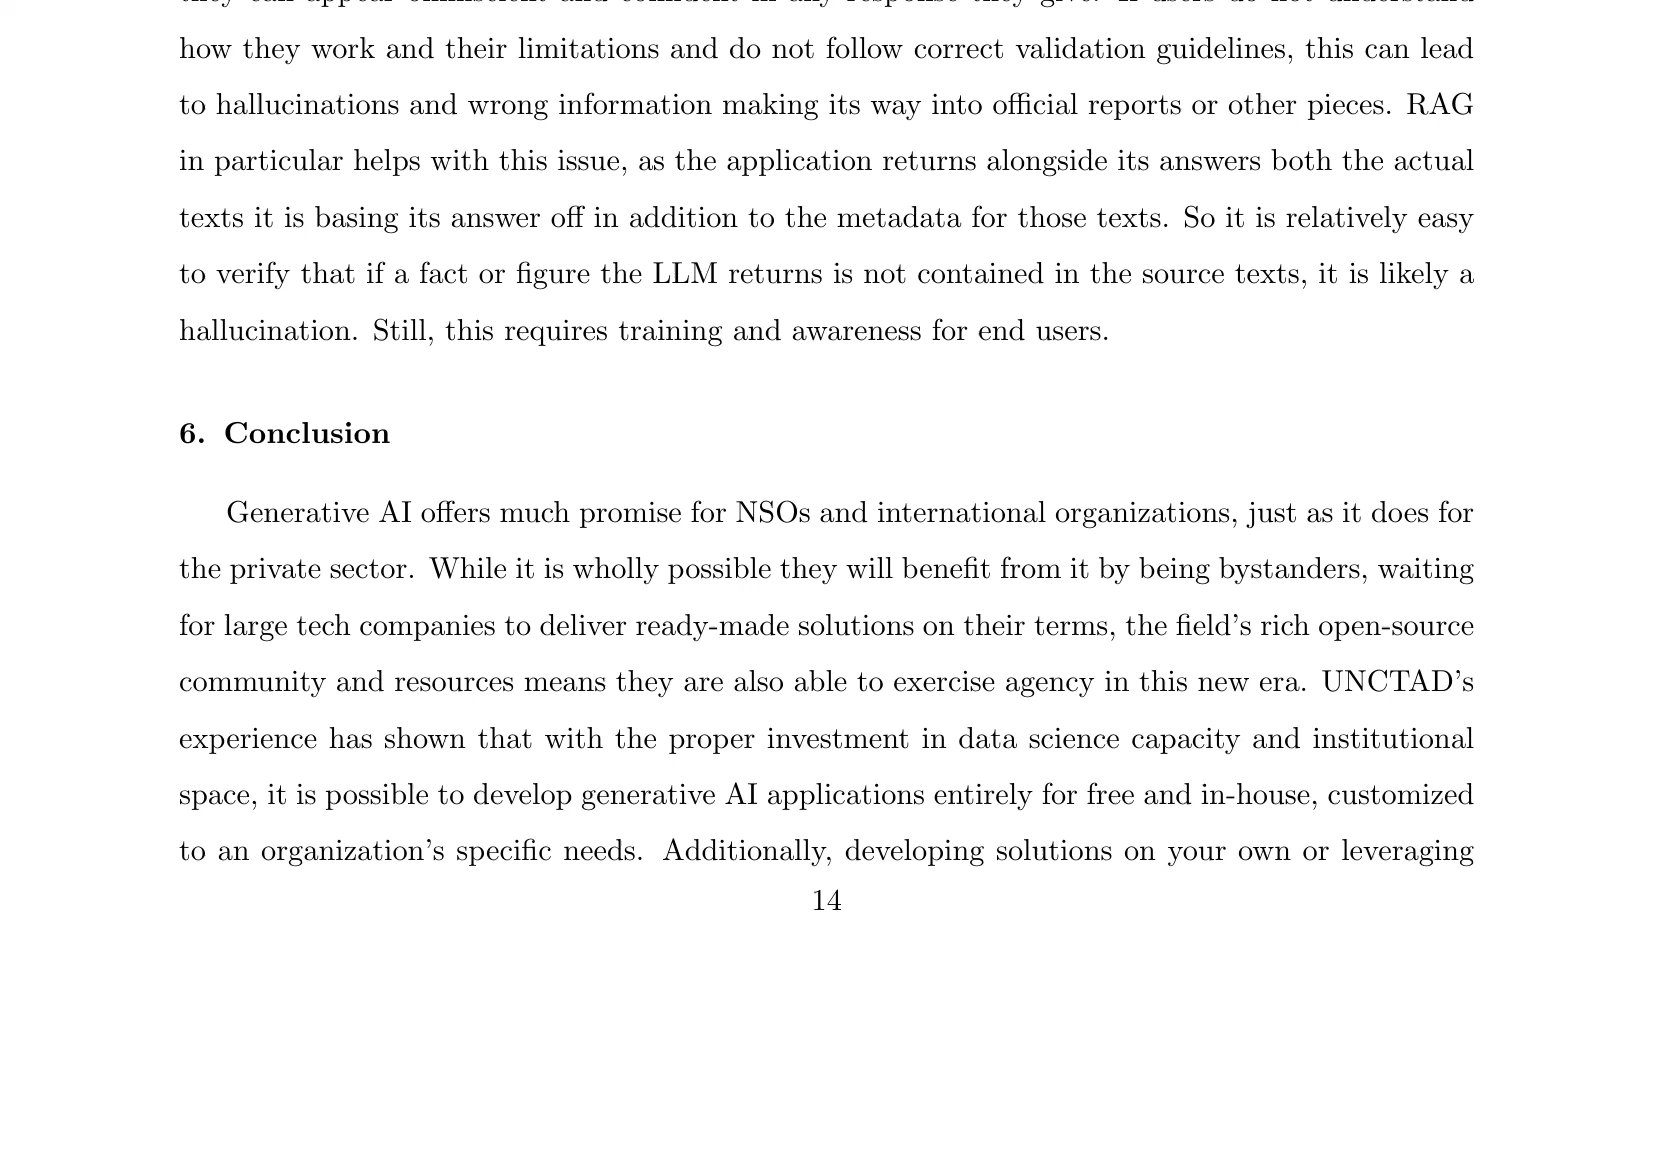 how they work and their limitations and do not follow correct validation guidelines, this can lead
to hallucinations and wrong information making its way into official reports or other pieces. RAG
in particular helps with this issue, as the application returns alongside its answers both the actual
texts it is basing its answer off in addition to the metadata for those texts. So it is relatively easy
to verify that if a fact or figure the LLM returns is not contained in the source texts, it is likely a
hallucination. Still, this requires training and awareness for end users.
6. Conclusion
Generative AI offers much promise for NSOs and international organizations, just as it does for
the private sector. While it is wholly possible they will benefit from it by being bystanders, waiting
for large tech companies to deliver ready-made solutions on their terms, the field's rich open-source
community and resources means they are also able to exercise agency in this new era. UNCTAD's
experience has shown that with the proper investment in data science capacity and institutional
space, it is possible to develop generative AI applications entirely for free and in-house, customized
to an organization's specific needs. Additionally, developing solutions on your own or leveraging
14